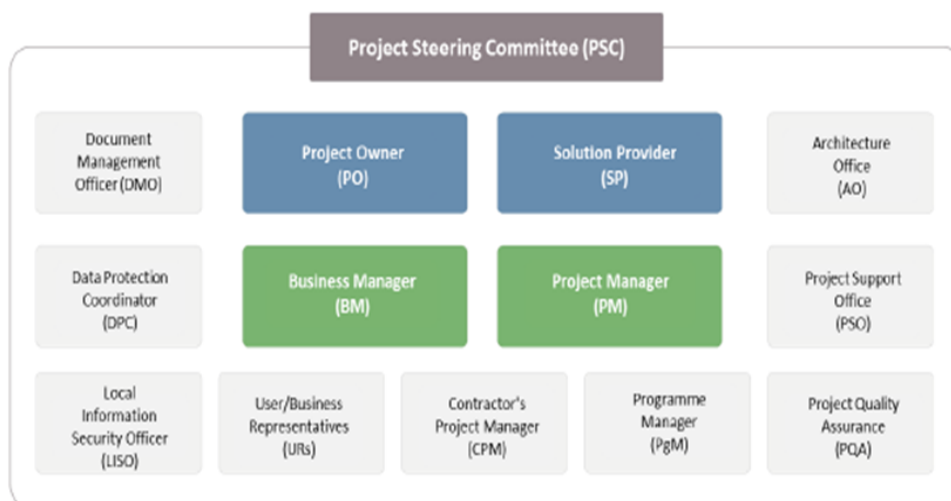 Project Steering Committee (PSC)
Document
Management
Officer (DMO)
Project Owner
(PO)
Solution Provider
(SP)
Architecture
Office
(AO)
Data Protection
Coordinator
(DPC)
Business Manager
(BM)
Project Manager
(PM)
Project Support
Office
(PSO)
Local
Information
Security Officer
(LISO)
User/Business
Representatives
(URs)
Contractor's
Project Manager
(CPM)
Programme
Manager
(PgM)
Project Quality
Assurance
(PQA)